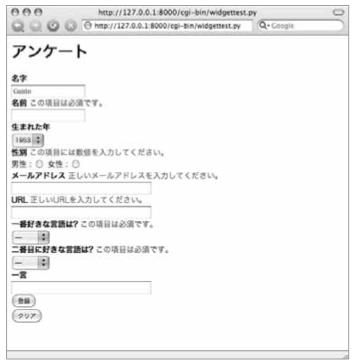 http://127.0.0.1:8000/cgi-bin/widgettest.py
http://127.0.0.1:8000/cgi-bin/widgettest.py Google
アンケート
名字
Guido
名前 この項目は必須です。
生まれた年
1953
性別 この項目には数値を入力してください。
男性： 女性：
メールアドレス 正しいメールアドレスを入力してください。
URL 正しいURLを入力してください。
一番好きな言語は? この項目は必須です。
---
二番目に好きな言語は? この項目は必須です。
---
一言
登録
クリア